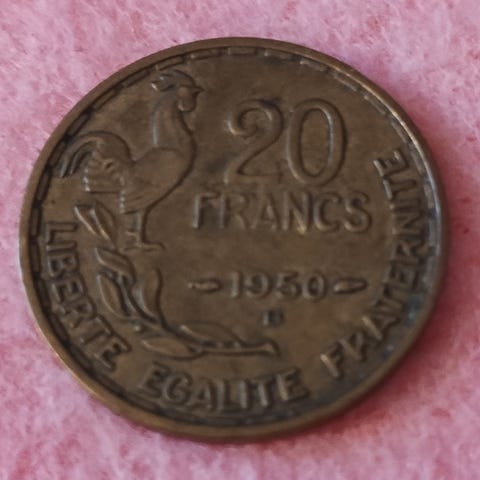 20
FRANCS
-1950-
B
LIBERTE EGALITE FRATERNITE